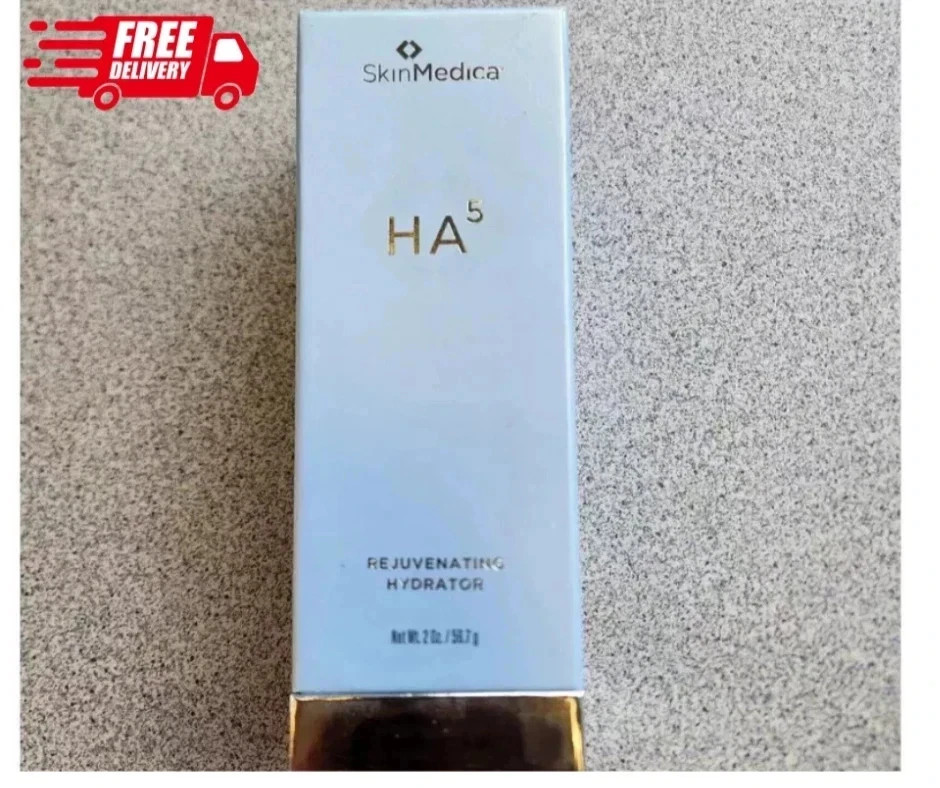 FREE
DELIVERY
SkinMedica
HA⁵
REJUVENATING
HYDRATOR
Net Wt. 2 Oz. / 56.7 g